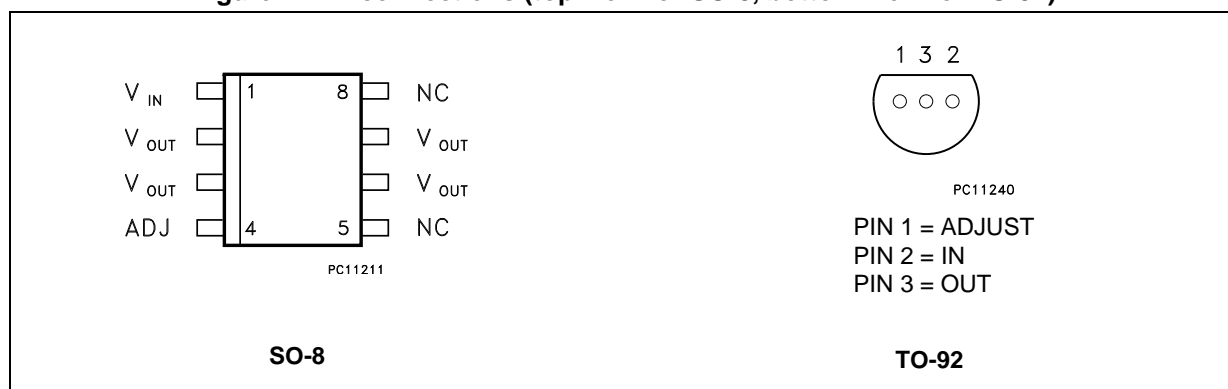 V IN 1 8 NC
V OUT V OUT
V OUT V OUT
ADJ 4 5 NC
PC11211
SO-8
1 3 2
PC11240
PIN 1 = ADJUST
PIN 2 = IN
PIN 3 = OUT
TO-92